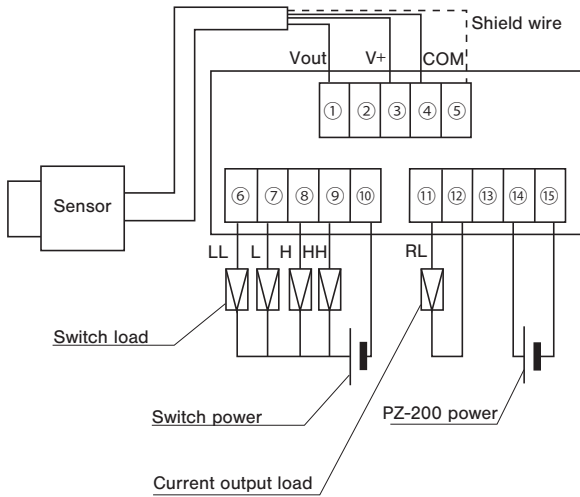 Shield wire
Vout V+ COM
① ② ③ ④ ⑤
Sensor
⑥ ⑦ ⑧ ⑨ ⑩ ⑪ ⑫ ⑬ ⑭ ⑮
LL L H HH RL
Switch load
Switch power
PZ-200 power
Current output load